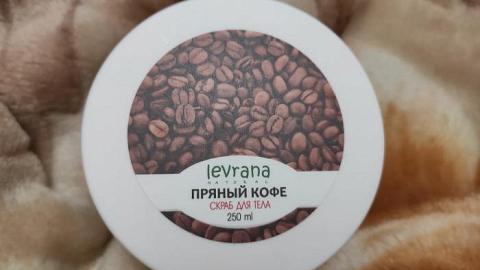 levrana
NATURAL
ПРЯНЫЙ КОФЕ
СКРАБ ДЛЯ ТЕЛА
250 ml